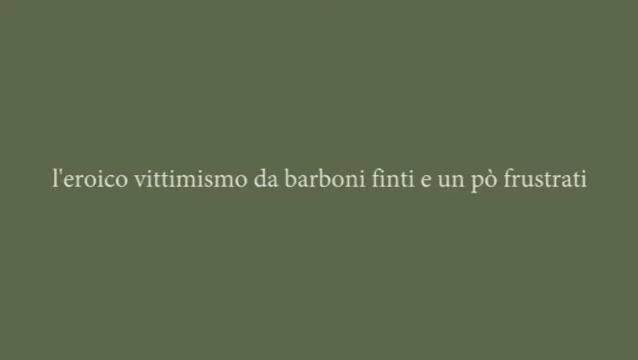 l'eroico vittimismo da barboni finti e un pò frustrati